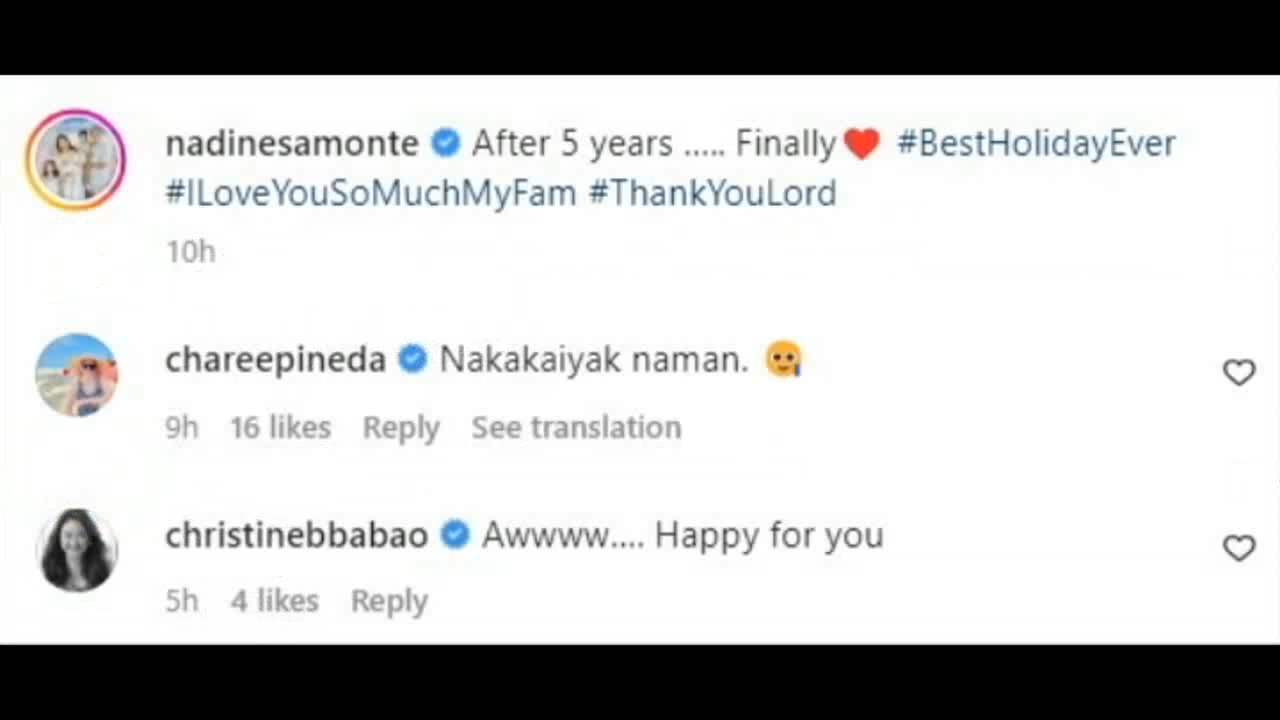 nadinesamonte After 5 years ..... Finally❤️ #BestHolidayEver
#ILoveYouSoMuchMyFam #ThankYouLord
10h
chareepineda Nakakaiyak naman. 🥲
9h 16 likes Reply See translation
christinebbabao Awwww.... Happy for you
5h 4 likes Reply